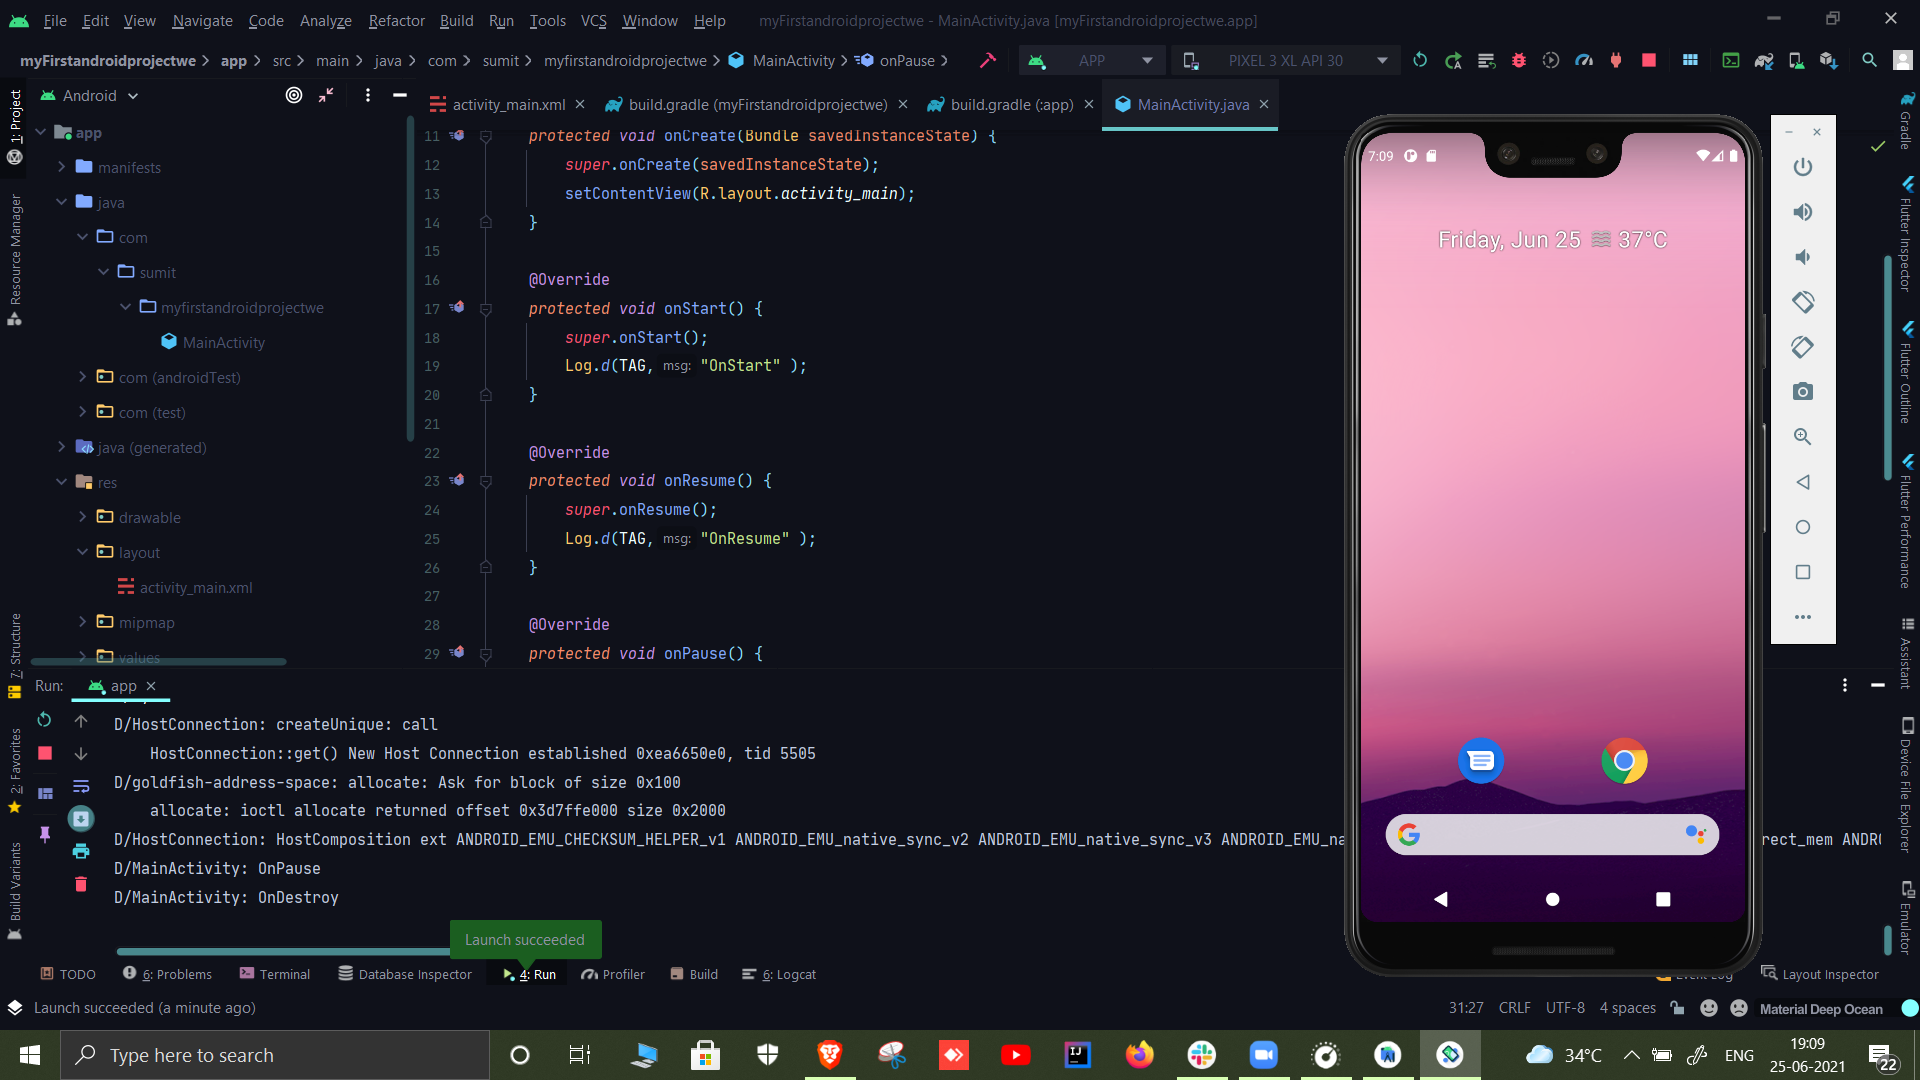 File Edit View Navigate Code Analyze Refactor Build Run Tools VCS Window Help myFirstandroidprojectwe - MainActivity.java [myFirstandroidprojectwe.app]
myFirstandroidprojectwe app src main java com sumit myfirstandroidprojectwe MainActivity onPause APP PIXEL 3 XL API 30
Android
activity_main.xml build.gradle (myFirstandroidprojectwe) build.gradle (:app) MainActivity.java
1: Project
Resource Manager
7: Structure
2: Favorites
Build Variants
app
manifests
java
com
sumit
myfirstandroidprojectwe
MainActivity
com (androidTest)
com (test)
java (generated)
res
drawable
layout
activity_main.xml
mipmap
values
11 protected void onCreate(Bundle savedInstanceState) {
12 super.onCreate(savedInstanceState);
13 setContentView(R.layout.activity_main);
14 }
15
16 @Override
17 protected void onStart() {
18 super.onStart();
19 Log.d(TAG, msg: "OnStart" );
20 }
21
22 @Override
23 protected void onResume() {
24 super.onResume();
25 Log.d(TAG, msg: "OnResume" );
26 }
27
28 @Override
29 protected void onPause() {
7:09
Friday, Jun 25 37°C
Gradle
Flutter Inspector
Flutter Outline
Flutter Performance
Assistant
Device File Explorer
Emulator
Run: app
D/HostConnection: createUnique: call
HostConnection::get() New Host Connection established 0xea6650e0, tid 5505
D/goldfish-address-space: allocate: Ask for block of size 0x100
allocate: ioctl allocate returned offset 0x3d7ffe000 size 0x2000
D/HostConnection: HostComposition ext ANDROID_EMU_CHECKSUM_HELPER_v1 ANDROID_EMU_native_sync_v2 ANDROID_EMU_native_sync_v3 ANDROID_EMU_na rect_mem ANDR
D/MainActivity: OnPause
D/MainActivity: OnDestroy
Launch succeeded
TODO 6: Problems Terminal Database Inspector 4: Run Profiler Build 6: Logcat Event Log Layout Inspector
Launch succeeded (a minute ago) 31:27 CRLF UTF-8 4 spaces Material Deep Ocean
Type here to search 34°C ENG 19:09
25-06-2021 22